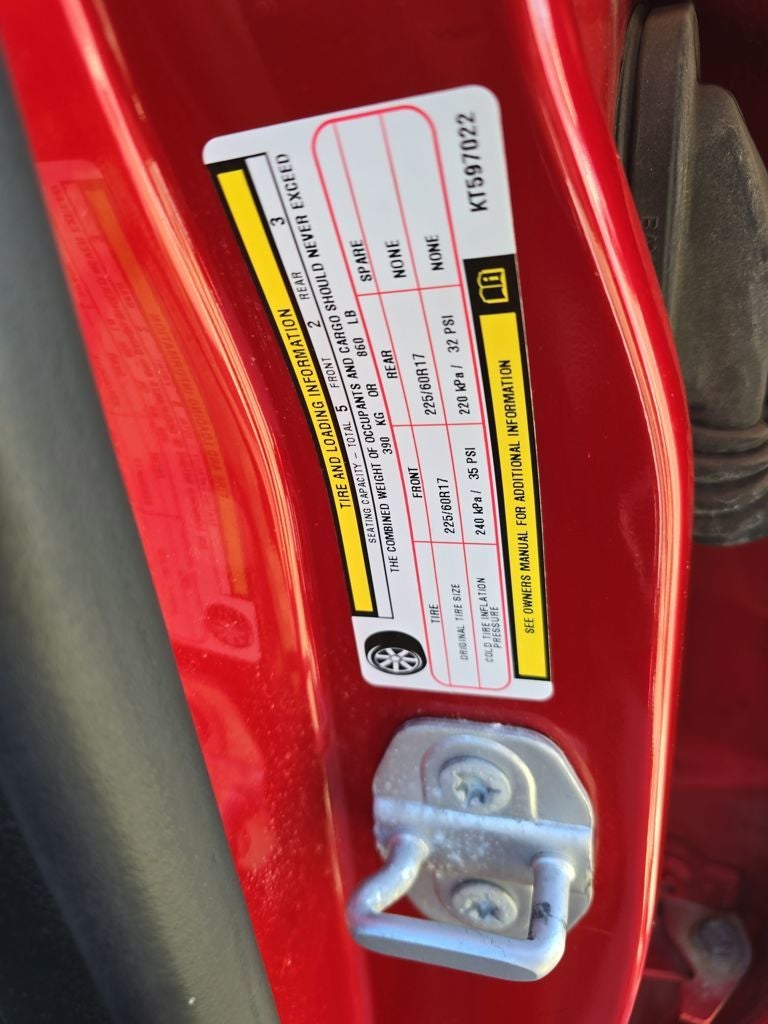 TIRE AND LOADING INFORMATION
SEATING CAPACITY - TOTAL 5 FRONT 2 REAR 3
THE COMBINED WEIGHT OF OCCUPANTS AND CARGO SHOULD NEVER EXCEED
390 KG OR 860 LB
TIRE FRONT REAR SPARE
ORIGINAL TIRE SIZE 225/60R17 225/60R17 NONE
COLD TIRE INFLATION PRESSURE 240 kPa / 35 PSI 220 kPa / 32 PSI NONE
SEE OWNERS MANUAL FOR ADDITIONAL INFORMATION
KT597022